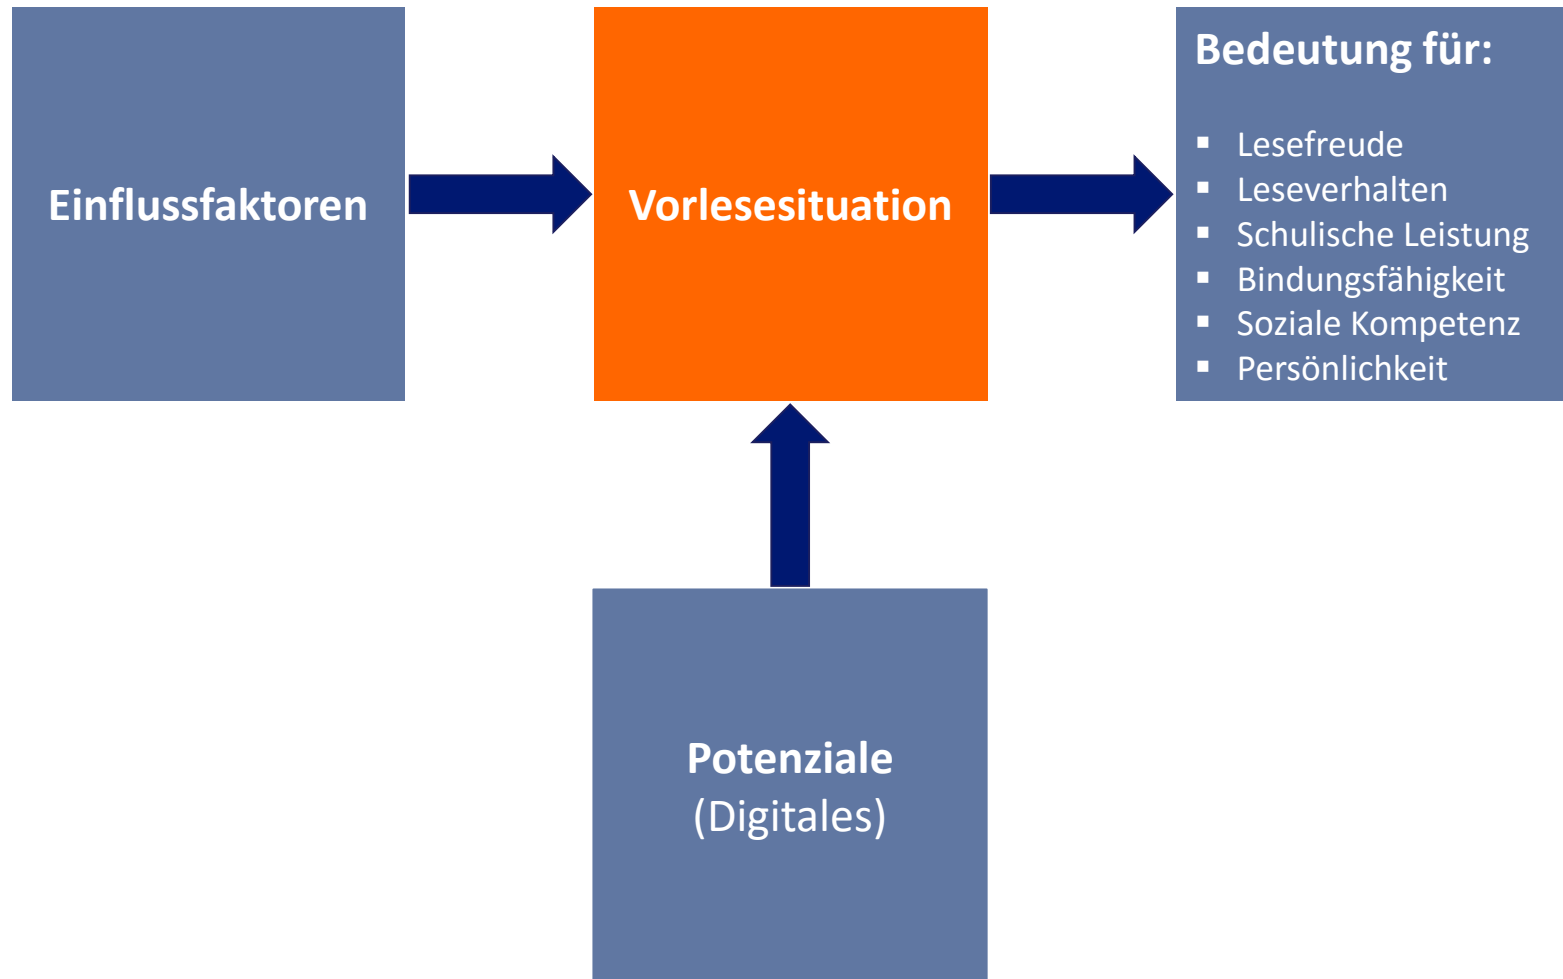 Einflussfaktoren
Vorlesesituation
Bedeutung für:
▪ Lesefreude
▪ Leseverhalten
▪ Schulische Leistung
▪ Bindungsfähigkeit
▪ Soziale Kompetenz
▪ Persönlichkeit
Potenziale
(Digitales)